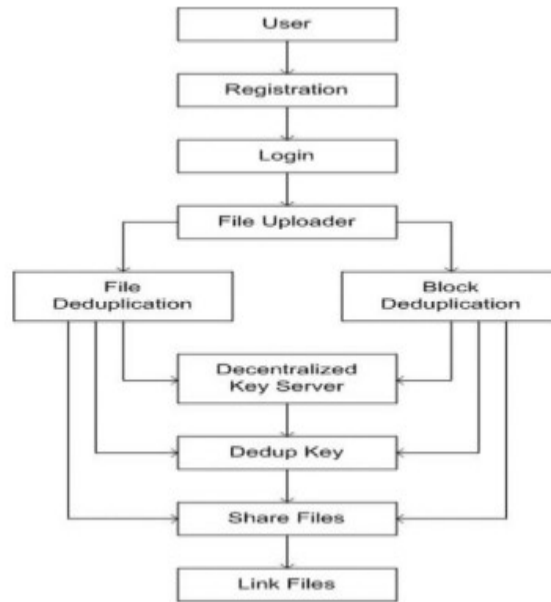 User
Registration
Login
File Uploader
File
Deduplication
Block
Deduplication
Decentralized
Key Server
Dedup Key
Share Files
Link Files